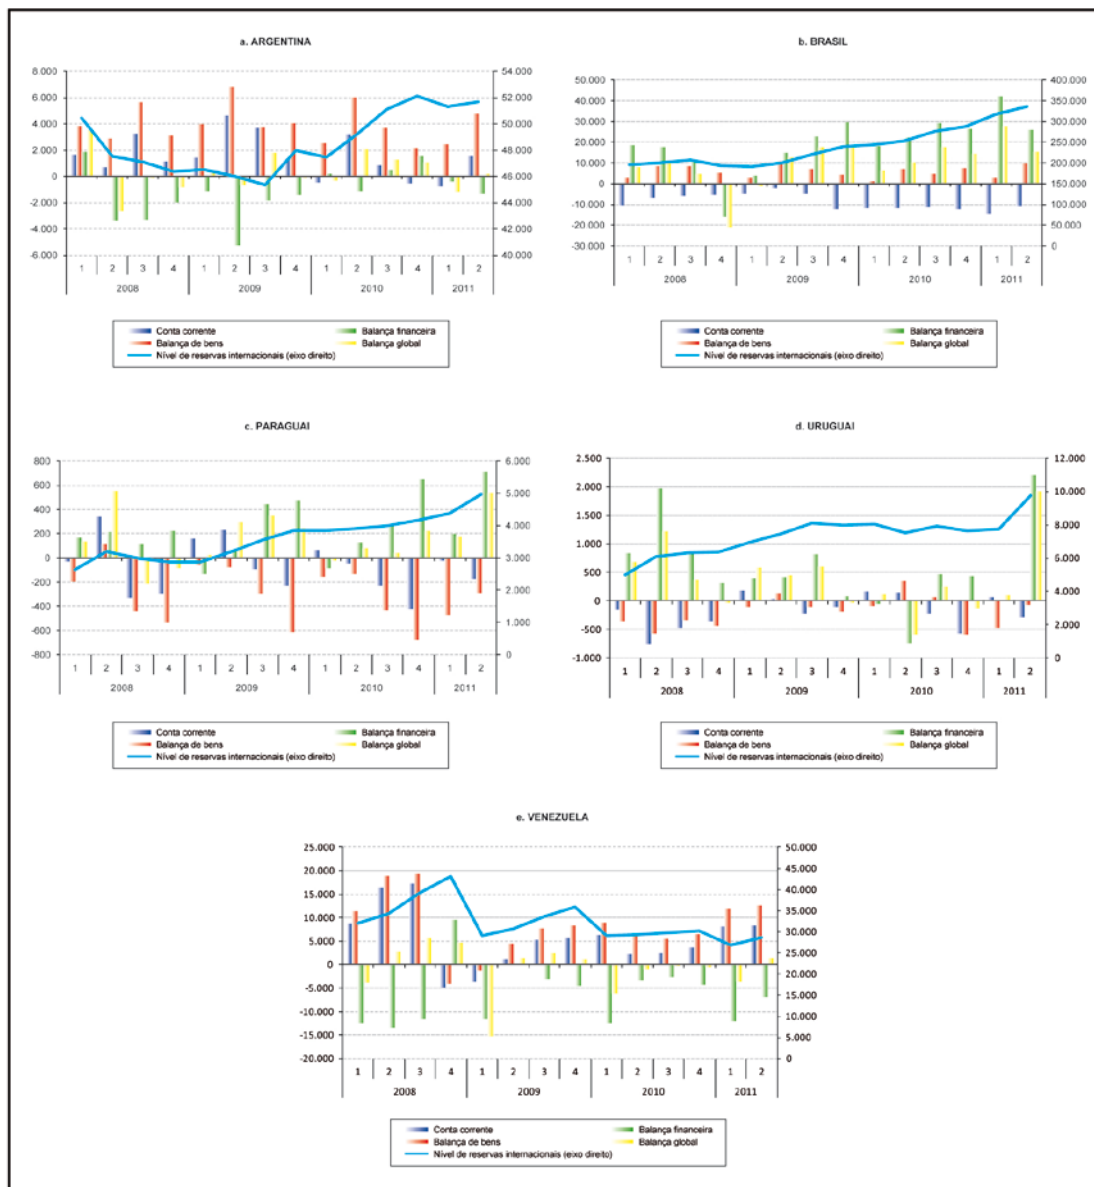 a. ARGENTINA
8.000
6.000
4.000
2.000
0
-2.000
-4.000
-6.000
54.000
52.000
50.000
48.000
46.000
44.000
42.000
40.000
1 2 3 4 1 2 3 4 1 2 3 4 1 2
2008 2009 2010 2011
Conta corrente Balança financeira
Balança de bens Balança global
Nível de reservas internacionais (eixo direito)
b. BRASIL
50.000
40.000
30.000
20.000
10.000
0
-10.000
-20.000
-30.000
400.000
350.000
300.000
250.000
200.000
150.000
100.000
50.000
0
1 2 3 4 1 2 3 4 1 2 3 4 1 2
2008 2009 2010 2011
Conta corrente Balança financeira
Balança de bens Balança global
Nível de reservas internacionais (eixo direito)
c. PARAGUAI
800
600
400
200
0
-200
-400
-600
-800
6.000
5.000
4.000
3.000
2.000
1.000
0
1 2 3 4 1 2 3 4 1 2 3 4 1 2
2008 2009 2010 2011
Conta corrente Balança financeira
Balança de bens Balança global
Nível de reservas internacionais (eixo direito)
d. URUGUAI
2.500
2.000
1.500
1.000
500
0
-500
-1.000
12.000
10.000
8.000
6.000
4.000
2.000
0
1 2 3 4 1 2 3 4 1 2 3 4 1 2
2008 2009 2010 2011
Conta corrente Balança financeira
Balança de bens Balança global
Nível de reservas internacionais (eixo direito)
e. VENEZUELA
25.000
20.000
15.000
10.000
5.000
0
-5.000
-10.000
-15.000
-20.000
50.000
45.000
40.000
35.000
30.000
25.000
20.000
15.000
10.000
5.000
0
1 2 3 4 1 2 3 4 1 2 3 4 1 2
2008 2009 2010 2011
Conta corrente Balança financeira
Balança de bens Balança global
Nível de reservas internacionais (eixo direito)